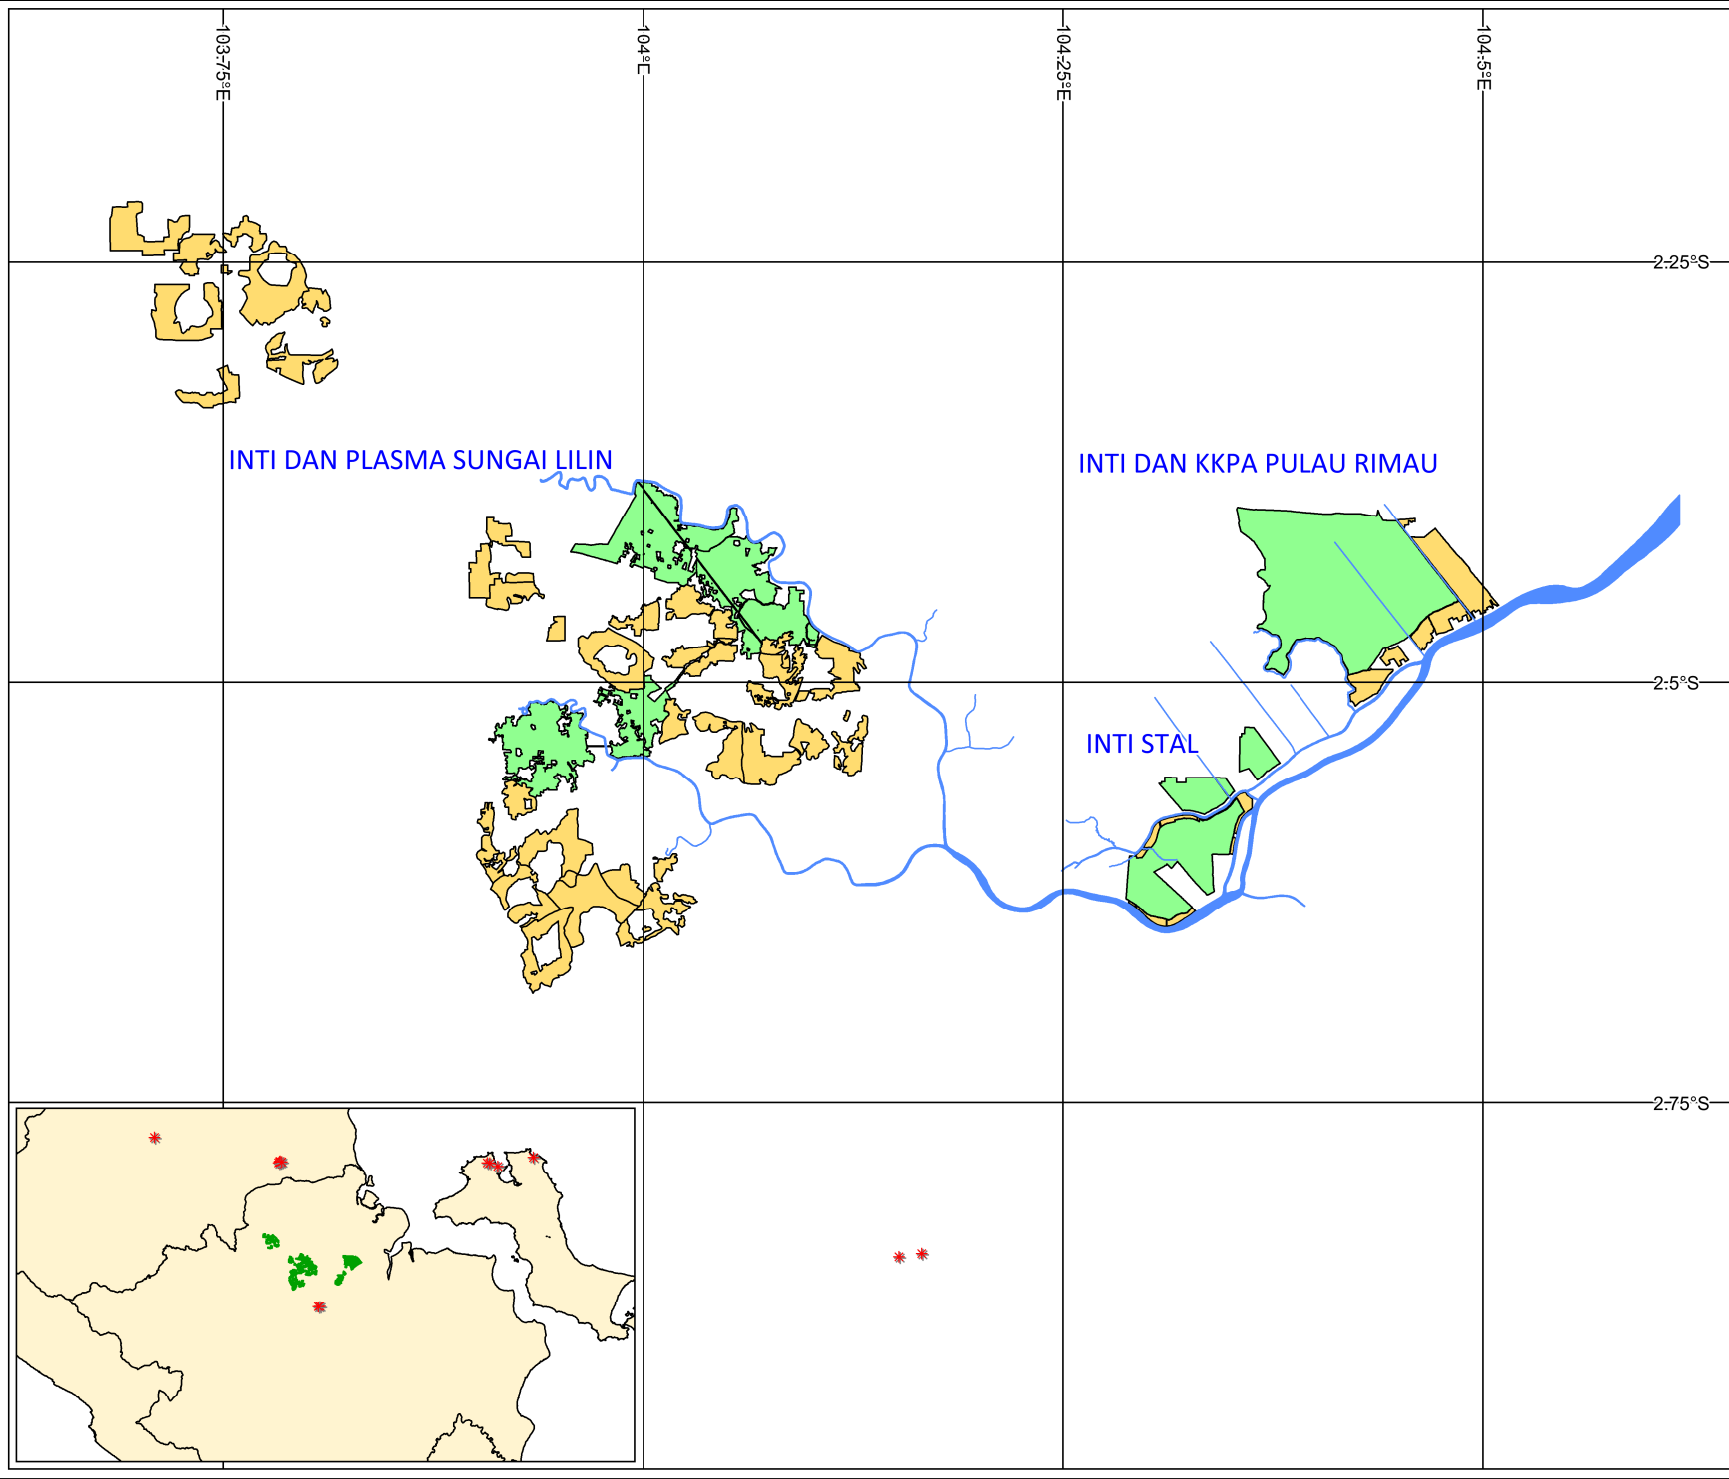 103.75°E
104°E
104.25°E
104.5°E
2.25°S
INTI DAN PLASMA SUNGAI LILIN
INTI DAN KKPA PULAU RIMAU
2.5°S
INTI STAL
2.75°S